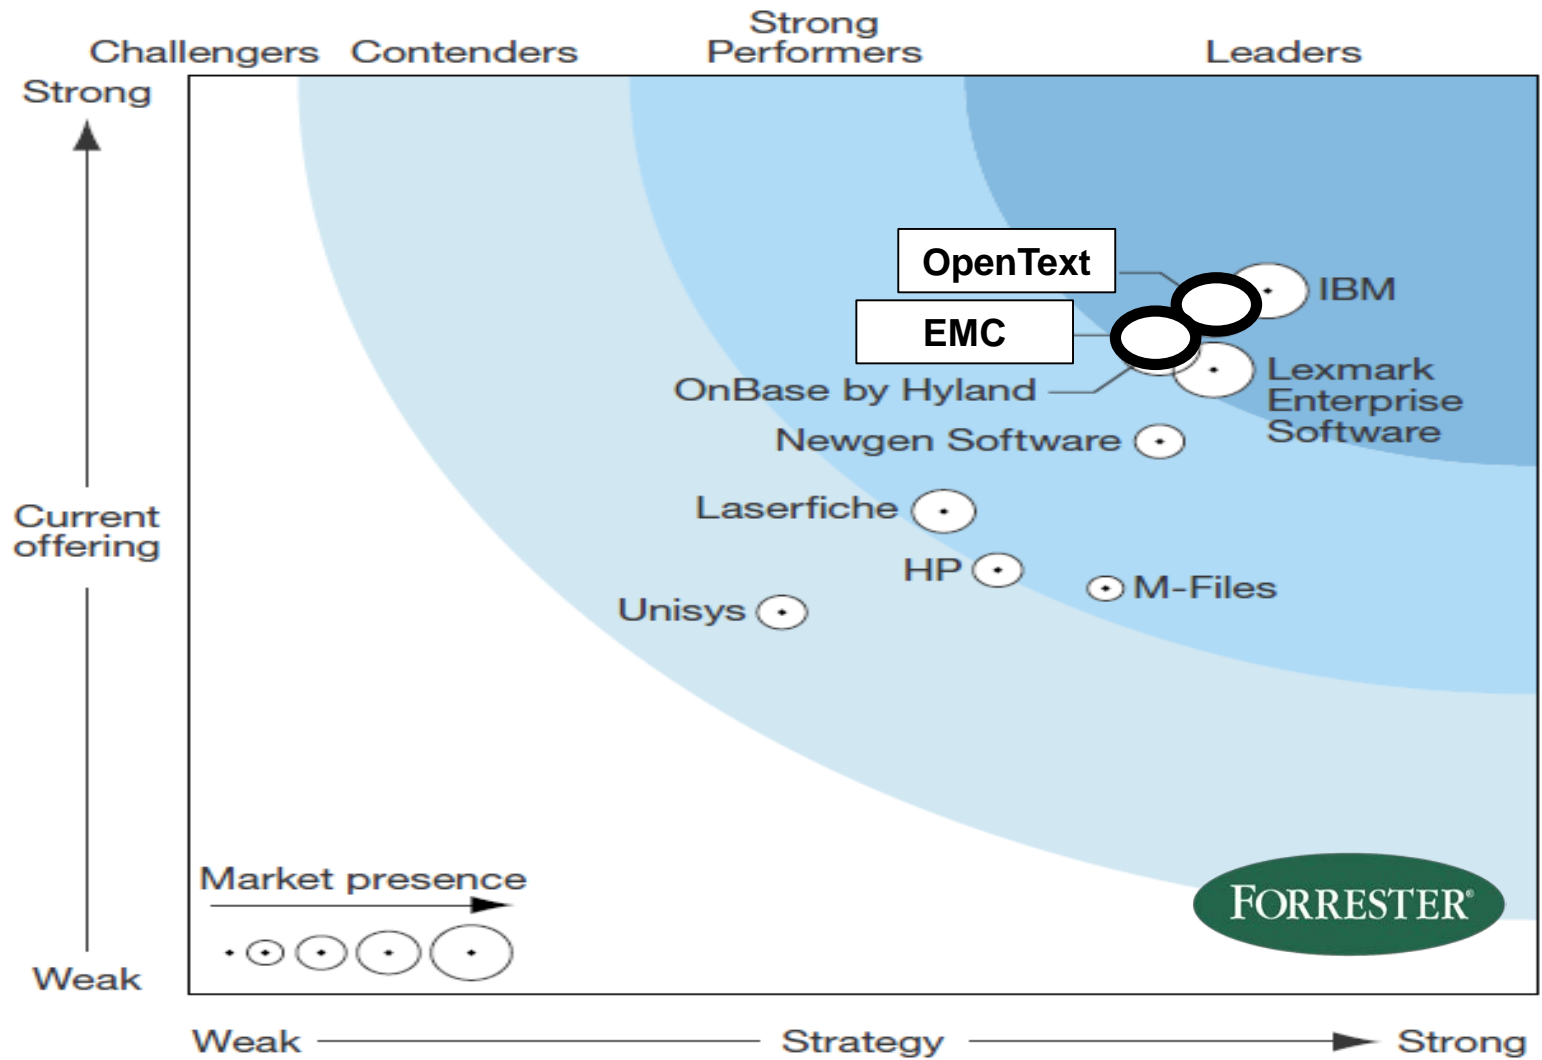 Strong
Performers
Challengers
Contenders
Leaders
Strong
OpenText
IBM
EMC
OnBase by Hyland
Lexmark
Enterprise
Software
Newgen Software
Laserfiche
Current
offering
HP
M-Files
Unisys
Market presence
FORRESTER®
Weak
Weak
Strategy
Strong